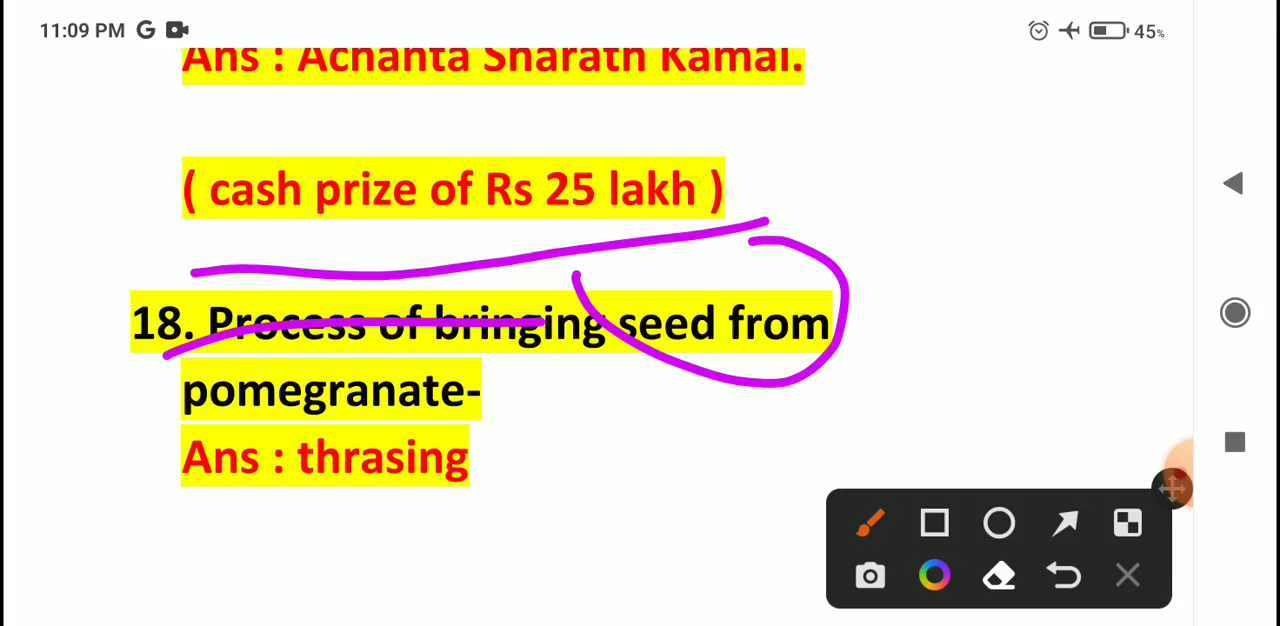 11:09 PM G 45%
Ans : Achanta Sharath Kamal.
( cash prize of Rs 25 lakh )
18. Process of bringing seed from
pomegranate-
Ans : thrasing